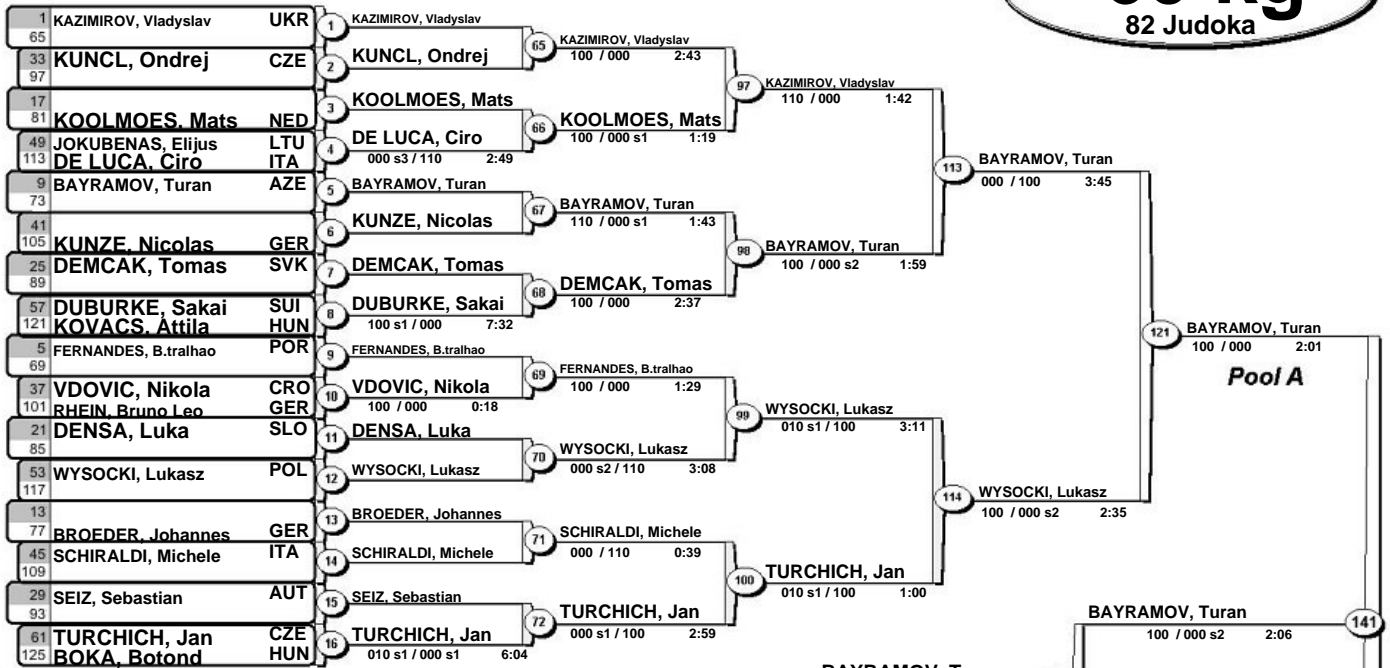 82 Judoka
1 KAZIMIROV, Vladyslav UKR
65
33 KUNCL, Ondrej CZE
97
17
81 KOOLMOES, Mats NED
49 JOKUBENAS, Elijus LTU
113 DE LUCA, Ciro ITA
9 BAYRAMOV, Turan AZE
73
41
105 KUNZE, Nicolas GER
25 DEMCAK, Tomas SVK
89
57 DUBURKE, Sakai SUI
121 KOVACS, Attila HUN
5 FERNANDES, B.tralhao POR
69
37 VDOVIC, Nikola CRO
101 RHEIN, Bruno Leo GER
21 DENSA, Luka SLO
85
53 WYSOCKI, Lukasz POL
117
13
77 BROEDER, Johannes GER
45 SCHIRALDI, Michele ITA
109
29 SEIZ, Sebastian AUT
93
61 TURCHICH, Jan CZE
125 BOKA, Botond HUN
1 KAZIMIROV, Vladyslav
2 KUNCL, Ondrej
3 KOOLMOES, Mats
4 DE LUCA, Ciro
000 s3 / 110 2:49
5 BAYRAMOV, Turan
6 KUNZE, Nicolas
7 DEMCAK, Tomas
8 DUBURKE, Sakai
100 s1 / 000 7:32
9 FERNANDES, B.tralhao
10 VDOVIC, Nikola
100 / 000 0:18
11 DENSA, Luka
12 WYSOCKI, Lukasz
13 BROEDER, Johannes
14 SCHIRALDI, Michele
15 SEIZ, Sebastian
16 TURCHICH, Jan
010 s1 / 000 s1 6:04
65 KAZIMIROV, Vladyslav
100 / 000 2:43
66 KOOLMOES, Mats
100 / 000 s1 1:19
67 BAYRAMOV, Turan
110 / 000 s1 1:43
68 DEMCAK, Tomas
100 / 000 2:37
69 FERNANDES, B.tralhao
100 / 000 1:29
70 WYSOCKI, Lukasz
000 s2 / 110 3:08
71 SCHIRALDI, Michele
000 / 110 0:39
72 TURCHICH, Jan
000 s1 / 100 2:59
97 KAZIMIROV, Vladyslav
110 / 000 1:42
98 BAYRAMOV, Turan
100 / 000 s2 1:59
99 WYSOCKI, Lukasz
010 s1 / 100 3:11
100 TURCHICH, Jan
010 s1 / 100 1:00
113 BAYRAMOV, Turan
000 / 100 3:45
114 WYSOCKI, Lukasz
100 / 000 s2 2:35
121 BAYRAMOV, Turan
100 / 000 2:01
Pool A
BAYRAMOV, Turan 141
100 / 000 s2 2:06